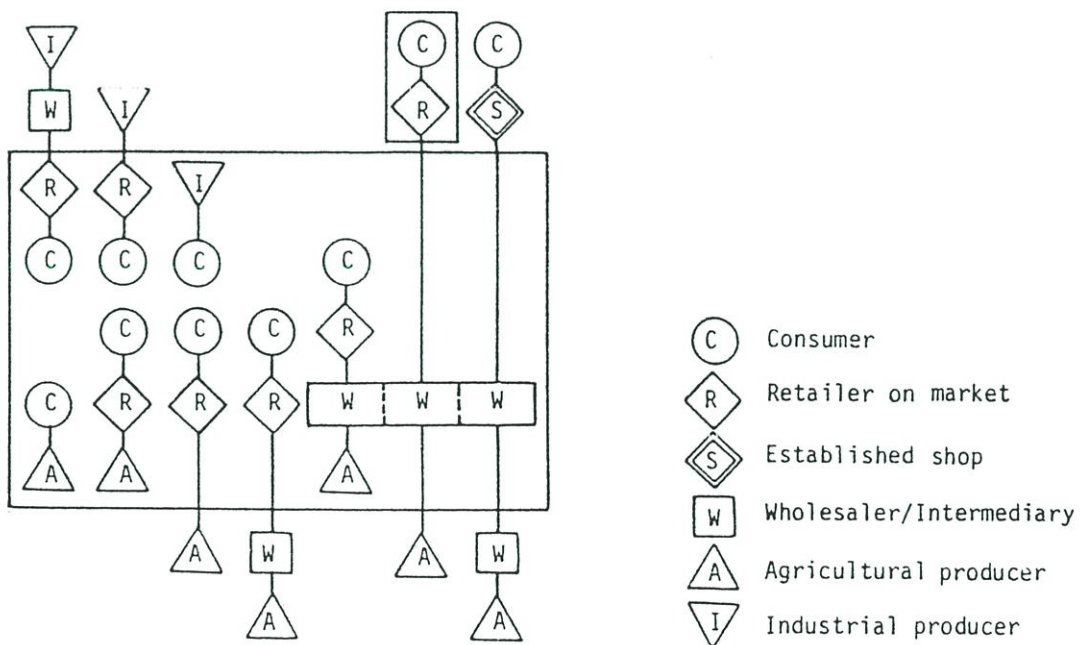 I C C
W I R S
R R I
C C C C
C C C R
C R R R W W W
A A A A
A W A W
A A
C Consumer
R Retailer on market
S Established shop
W Wholesaler/Intermediary
A Agricultural producer
I Industrial producer